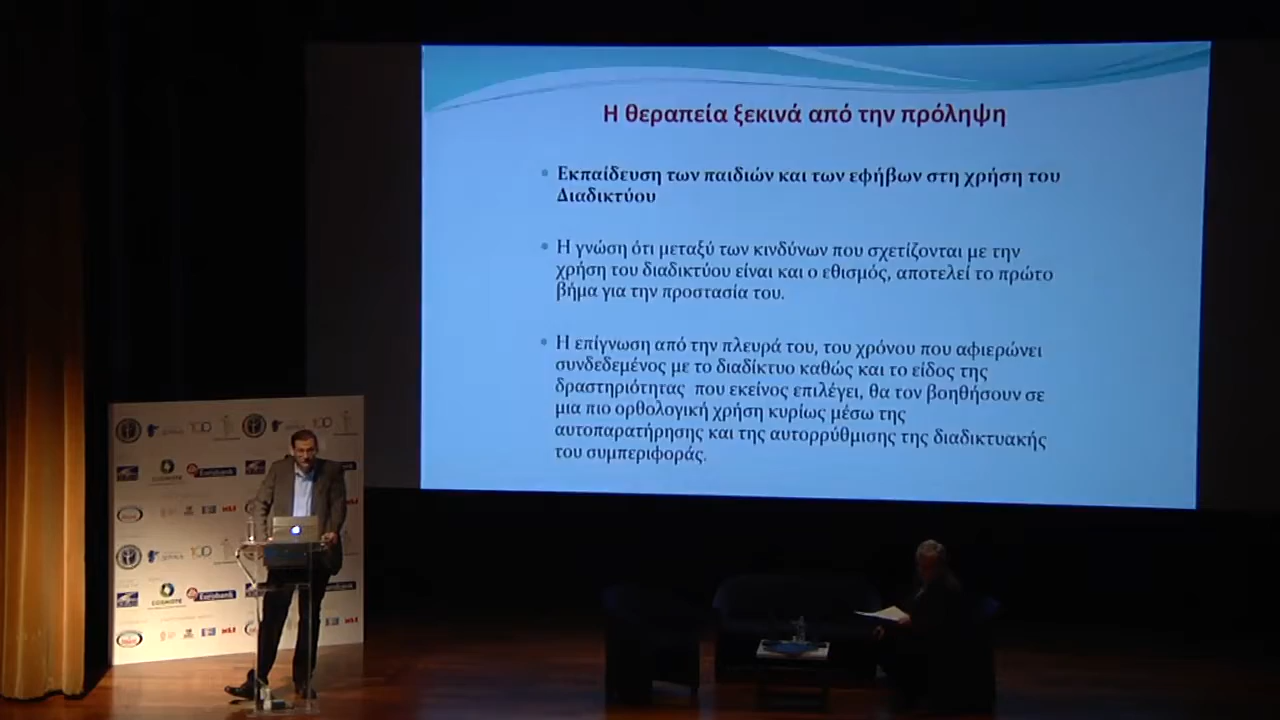 Η θεραπεία ξεκινά από την πρόληψη
Εκπαίδευση των παιδιών και των εφήβων στη χρήση του
Διαδικτύου
Η γνώση ότι μεταξύ των κινδύνων που σχετίζονται με την
χρήση του διαδικτύου είναι και ο εθισμός, αποτελεί το πρώτο
βήμα για την προστασία του.
Η επίγνωση από την πλευρά του, του χρόνου που αφιερώνει
συνδεδεμένος με το διαδίκτυο καθώς και το είδος της
δραστηριότητας που εκείνος επιλέγει, θα τον βοηθήσουν σε
μια πιο ορθολογική χρήση κυρίως μέσω της
αυτοπαρατήρησης και της αυτορρύθμισης της διαδικτυακής
του συμπεριφοράς.
100
100
COSMOTE
Eurobank
100
COSMOTE
Eurobank